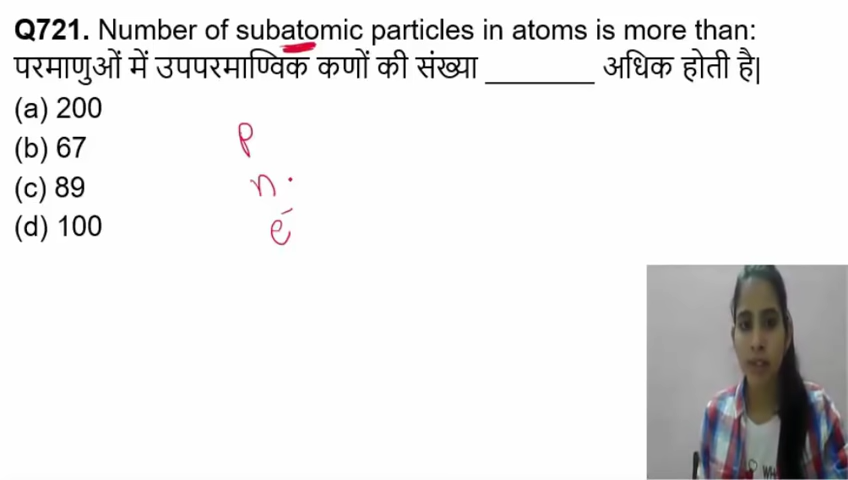 Q721. Number of subatomic particles in atoms is more than:
परमाणुओं में उपपरमाण्विक कणों की संख्या ________ अधिक होती है|
(a) 200
(b) 67
(c) 89
(d) 100
P
n
e⁻